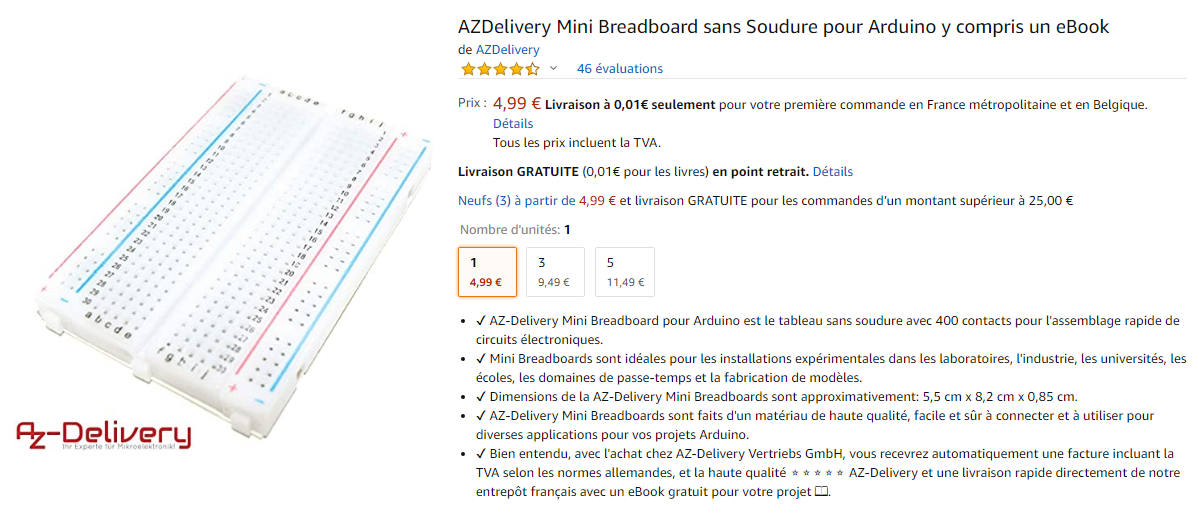 AZDelivery Mini Breadboard sans Soudure pour Arduino y compris un eBook
de AZDelivery
46 évaluations
Prix : 4,99 € Livraison à 0,01€ seulement pour votre première commande en France métropolitaine et en Belgique.
Détails
Tous les prix incluent la TVA.
Livraison GRATUITE (0,01€ pour les livres) en point retrait. Détails
Neufs (3) à partir de 4,99 € et livraison GRATUITE pour les commandes d'un montant supérieur à 25,00 €
Nombre d'unités: 1
1 3 5
4,99 € 9,49 € 11,49 €
• ✓ AZ-Delivery Mini Breadboard pour Arduino est le tableau sans soudure avec 400 contacts pour l'assemblage rapide de
circuits électroniques.
• ✓ Mini Breadboards sont idéales pour les installations expérimentales dans les laboratoires, l'industrie, les universités, les
écoles, les domaines de passe-temps et la fabrication de modèles.
• ✓ Dimensions de la AZ-Delivery Mini Breadboards sont approximativement: 5,5 cm x 8,2 cm x 0,85 cm.
• ✓ AZ-Delivery Mini Breadboards sont faits d'un matériau de haute qualité, facile et sûr à connecter et à utiliser pour
diverses applications pour vos projets Arduino.
• ✓ Bien entendu, avec l'achat chez AZ-Delivery Vertriebs GmbH, vous recevrez automatiquement une facture incluant la
TVA selon les normes allemandes, et la haute qualité ⭐⭐⭐⭐⭐ AZ-Delivery et une livraison rapide directement de notre
entrepôt français avec un eBook gratuit pour votre projet 📖.
a b c d e f g h i j
a b c d e
f g h i j
Az-Delivery
Ihr Experte für Mikroelektronik!